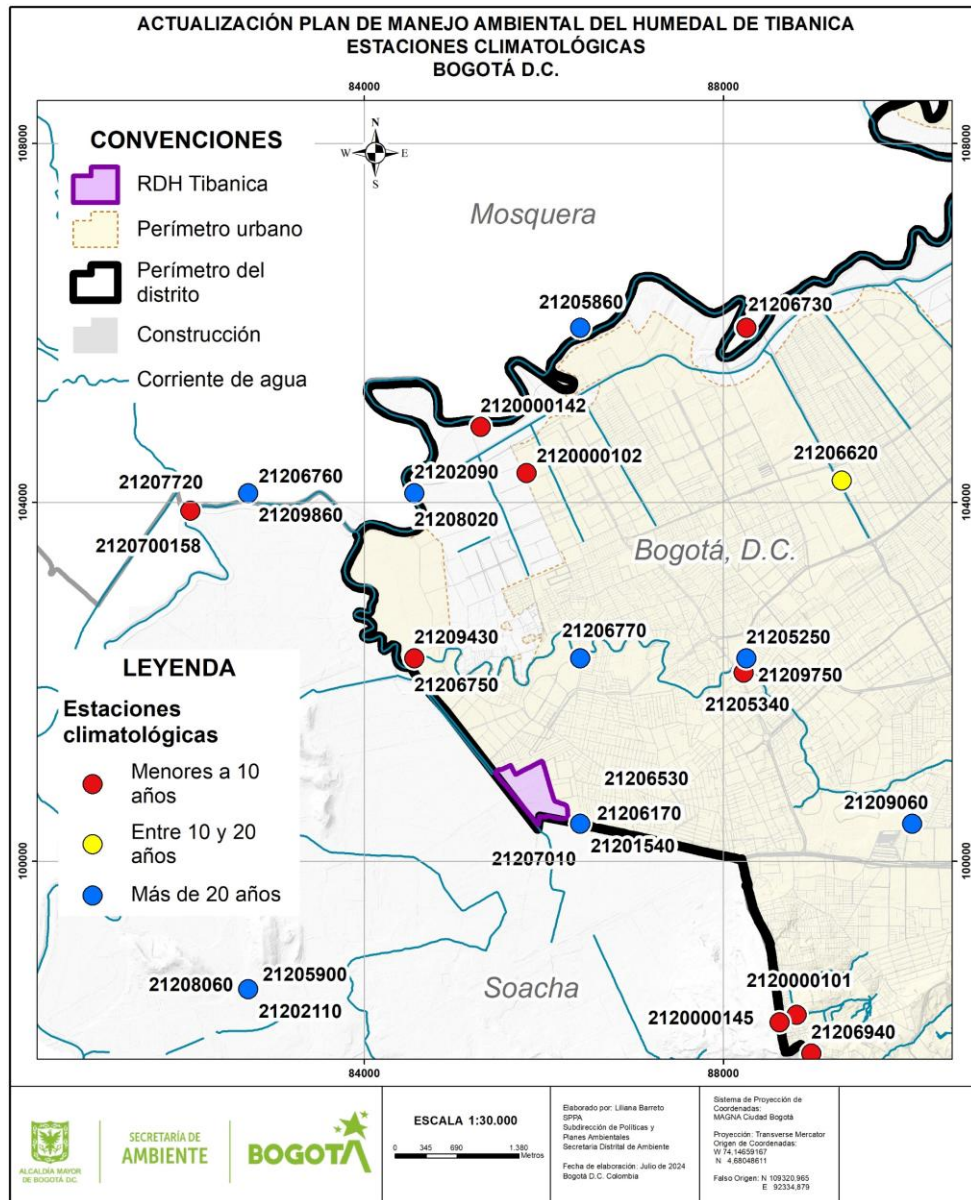 ACTUALIZACIÓN PLAN DE MANEJO AMBIENTAL DEL HUMEDAL DE TIBANICA
ESTACIONES CLIMATOLÓGICAS
BOGOTÁ D.C.
84000
88000
108000
108000
CONVENCIONES
RDH Tibanica
Perímetro urbano
Perímetro del
distrito
Construcción
Corriente de agua
N
W
E
S
Mosquera
21205860
21206730
2120000142
2120000102
21206620
21207720
21206760
21202090
104000
104000
21209860
21208020
2120700158
Bogotá, D.C.
21209430
21206770
21205250
21206750
21209750
21205340
LEYENDA
Estaciones
climatológicas
Menores a 10
años
Entre 10 y 20
años
Más de 20 años
21206530
21206170
21209060
21201540
21207010
100000
100000
21205900
21208060
21202110
Soacha
2120000101
2120000145
21206940
84000
88000
ALCALDÍA MAYOR
DE BOGOTÁ D.C.
SECRETARÍA DE
AMBIENTE
BOGOTÁ
ESCALA 1:30.000
0 345 690 1.380
Metros
Elaborado por: Liliana Barreto
SPPA
Subdirección de Políticas y
Planes Ambientales
Secretaria Distrital de Ambiente
Fecha de elaboración: Julio de 2024
Bogotá D.C. Colombia
Sistema de Proyección de
Coordenadas:
MAGNA Ciudad Bogotá
Proyección: Transverse Mercator
Origen de Coordenadas:
W 74,14659167
N 4,68048611
Falso Origen: N 109320,965
E 92334,879